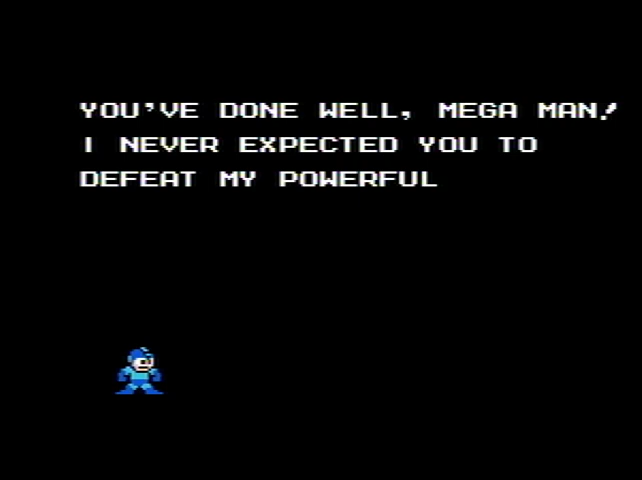 YOU'VE DONE WELL, MEGA MAN!
I NEVER EXPECTED YOU TO
DEFEAT MY POWERFUL